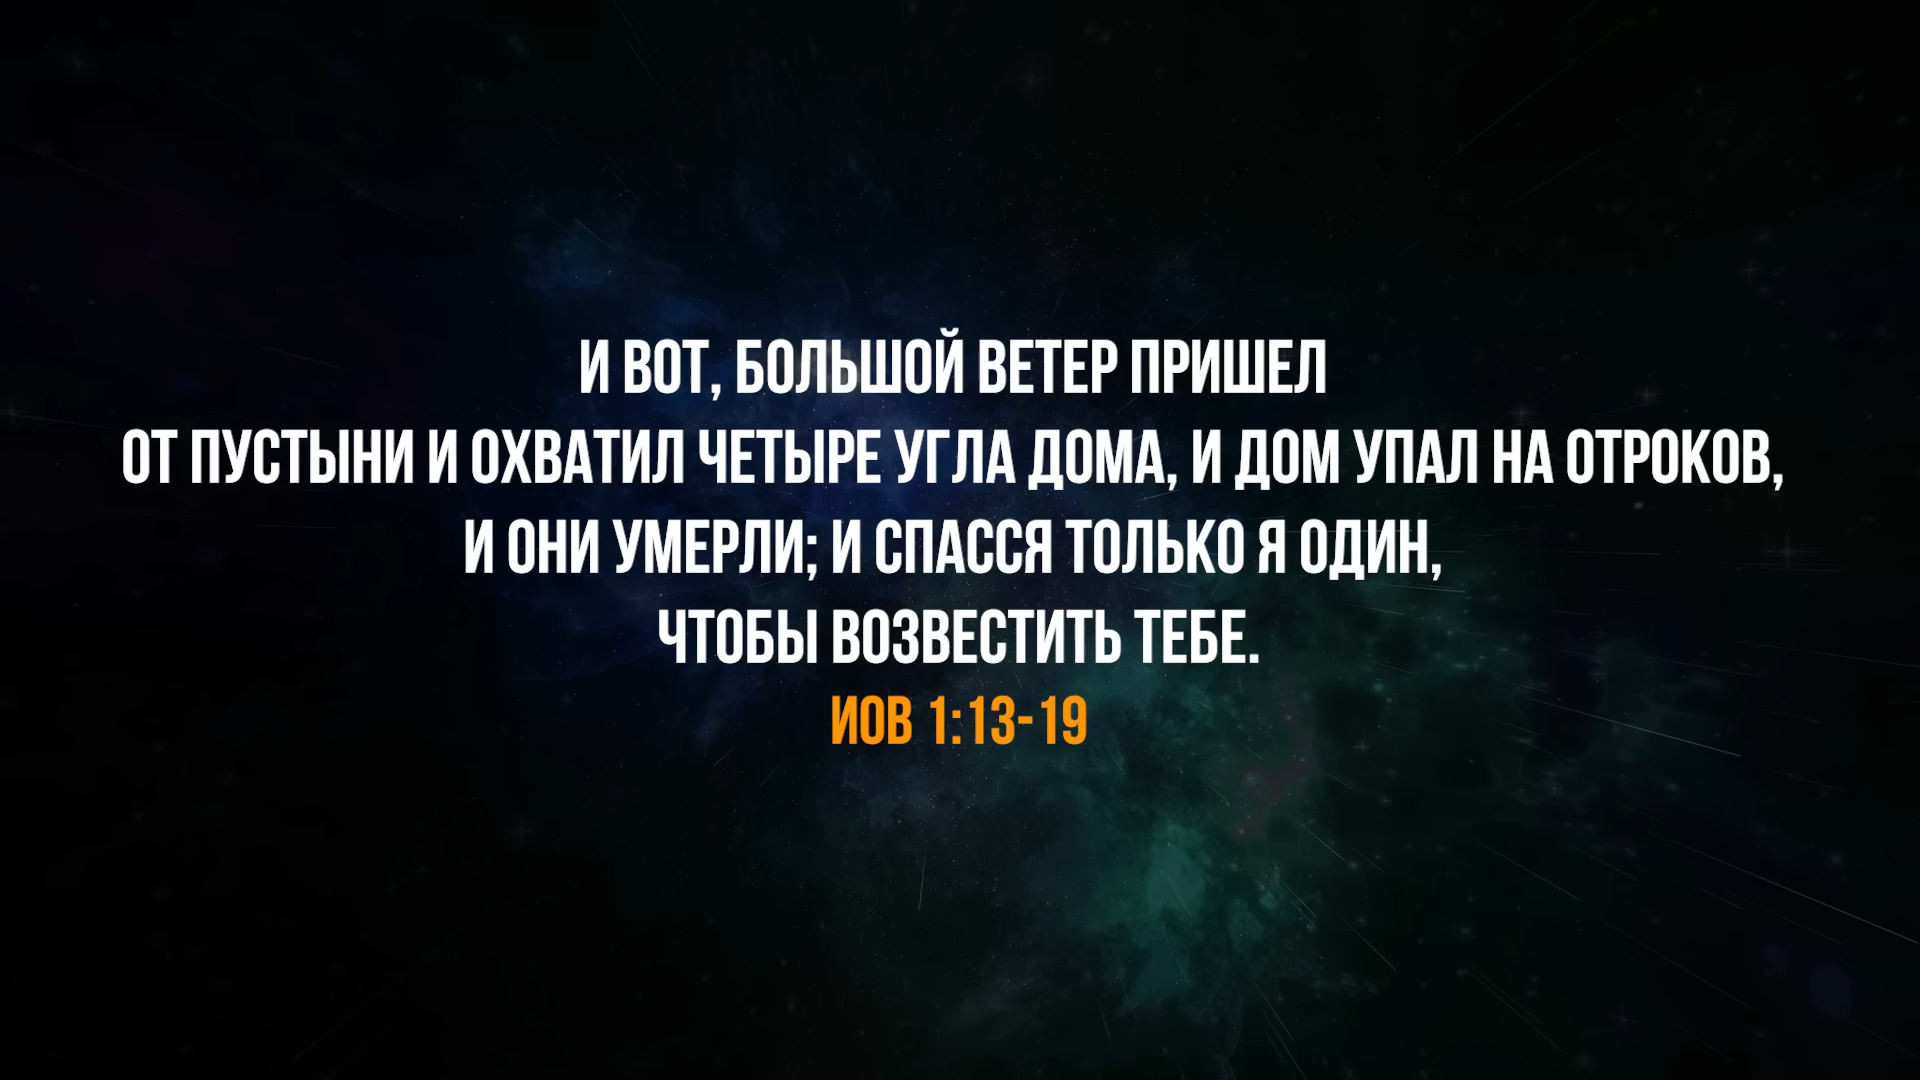 И ВОТ, БОЛЬШОЙ ВЕТЕР ПРИШЕЛ
ОТ ПУСТЫНИ И ОХВАТИЛ ЧЕТЫРЕ УГЛА ДОМА, И ДОМ УПАЛ НА ОТРОКОВ,
И ОНИ УМЕРЛИ; И СПАССЯ ТОЛЬКО Я ОДИН,
ЧТОБЫ ВОЗВЕСТИТЬ ТЕБЕ.
ИОВ 1:13-19